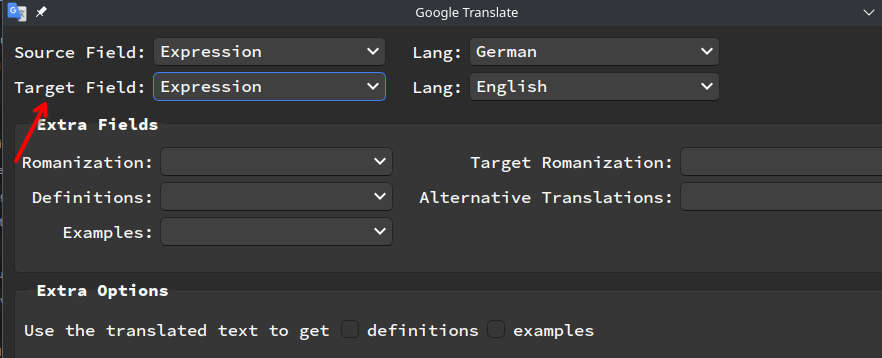 Google Translate
Source Field: Expression Lang: German
Target Field: Expression Lang: English
Extra Fields
Romanization: Target Romanization:
Definitions: Alternative Translations:
Examples:
Extra Options
Use the translated text to get definitions examples